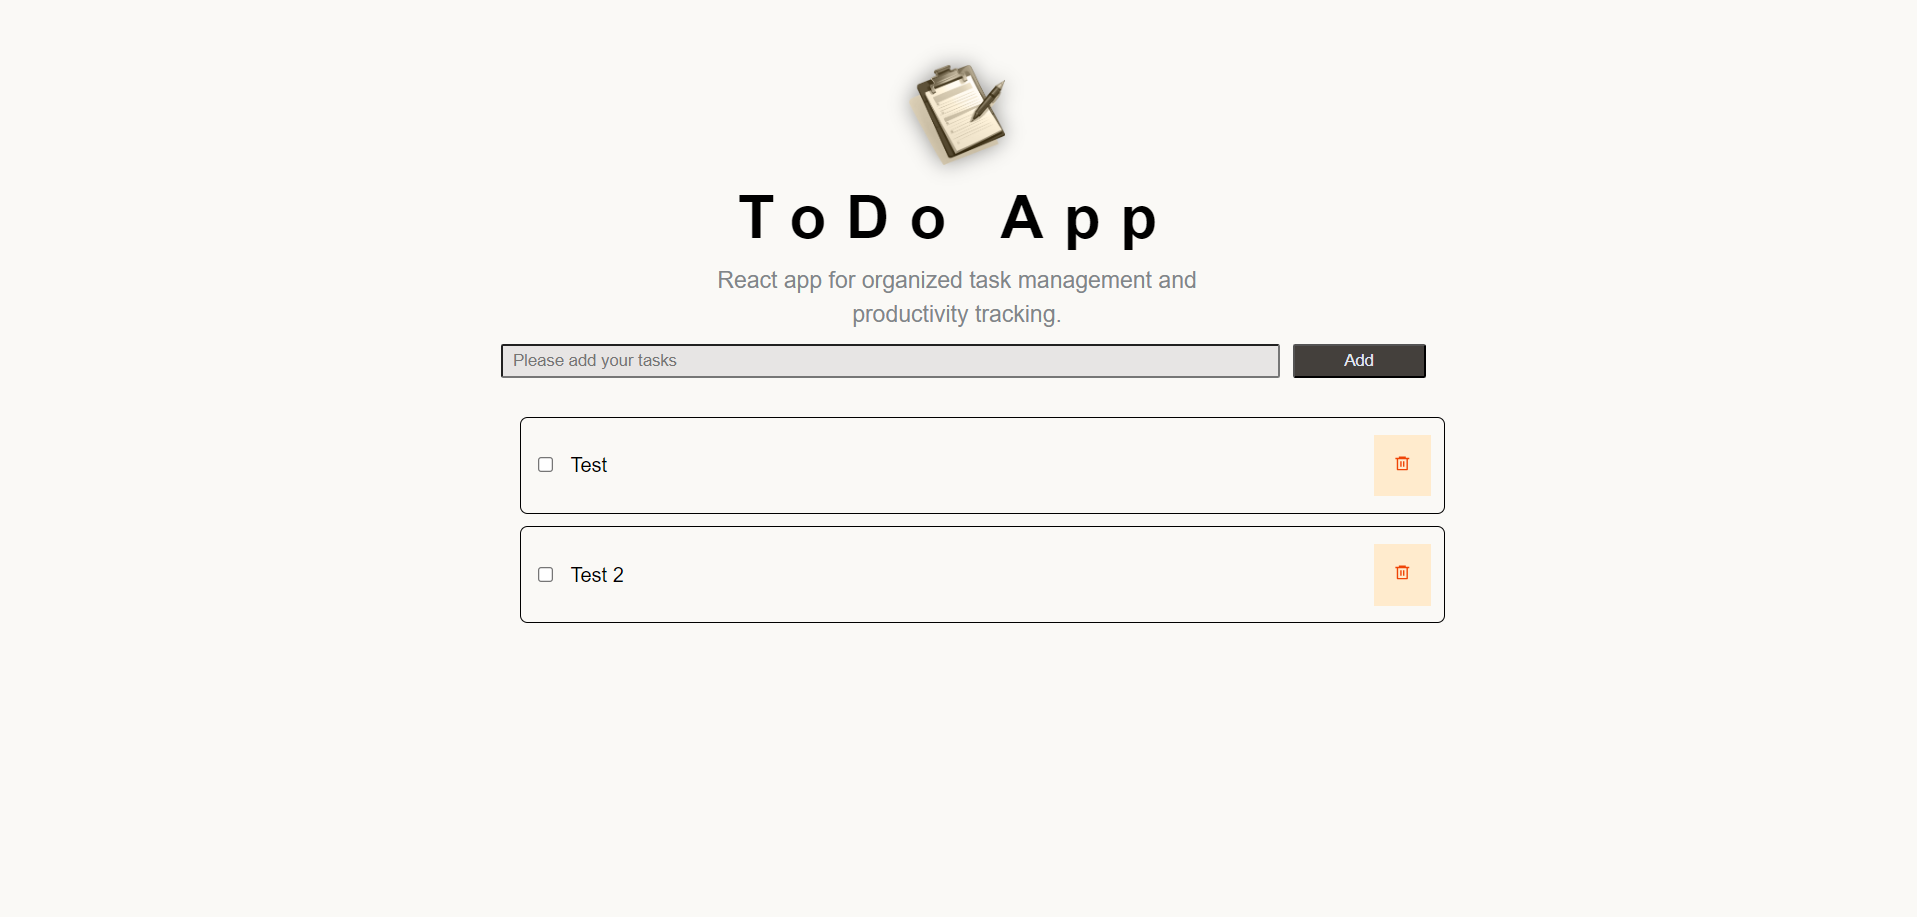 ToDo App
React app for organized task management and
productivity tracking.
Please add your tasks
Add
Test
Test 2